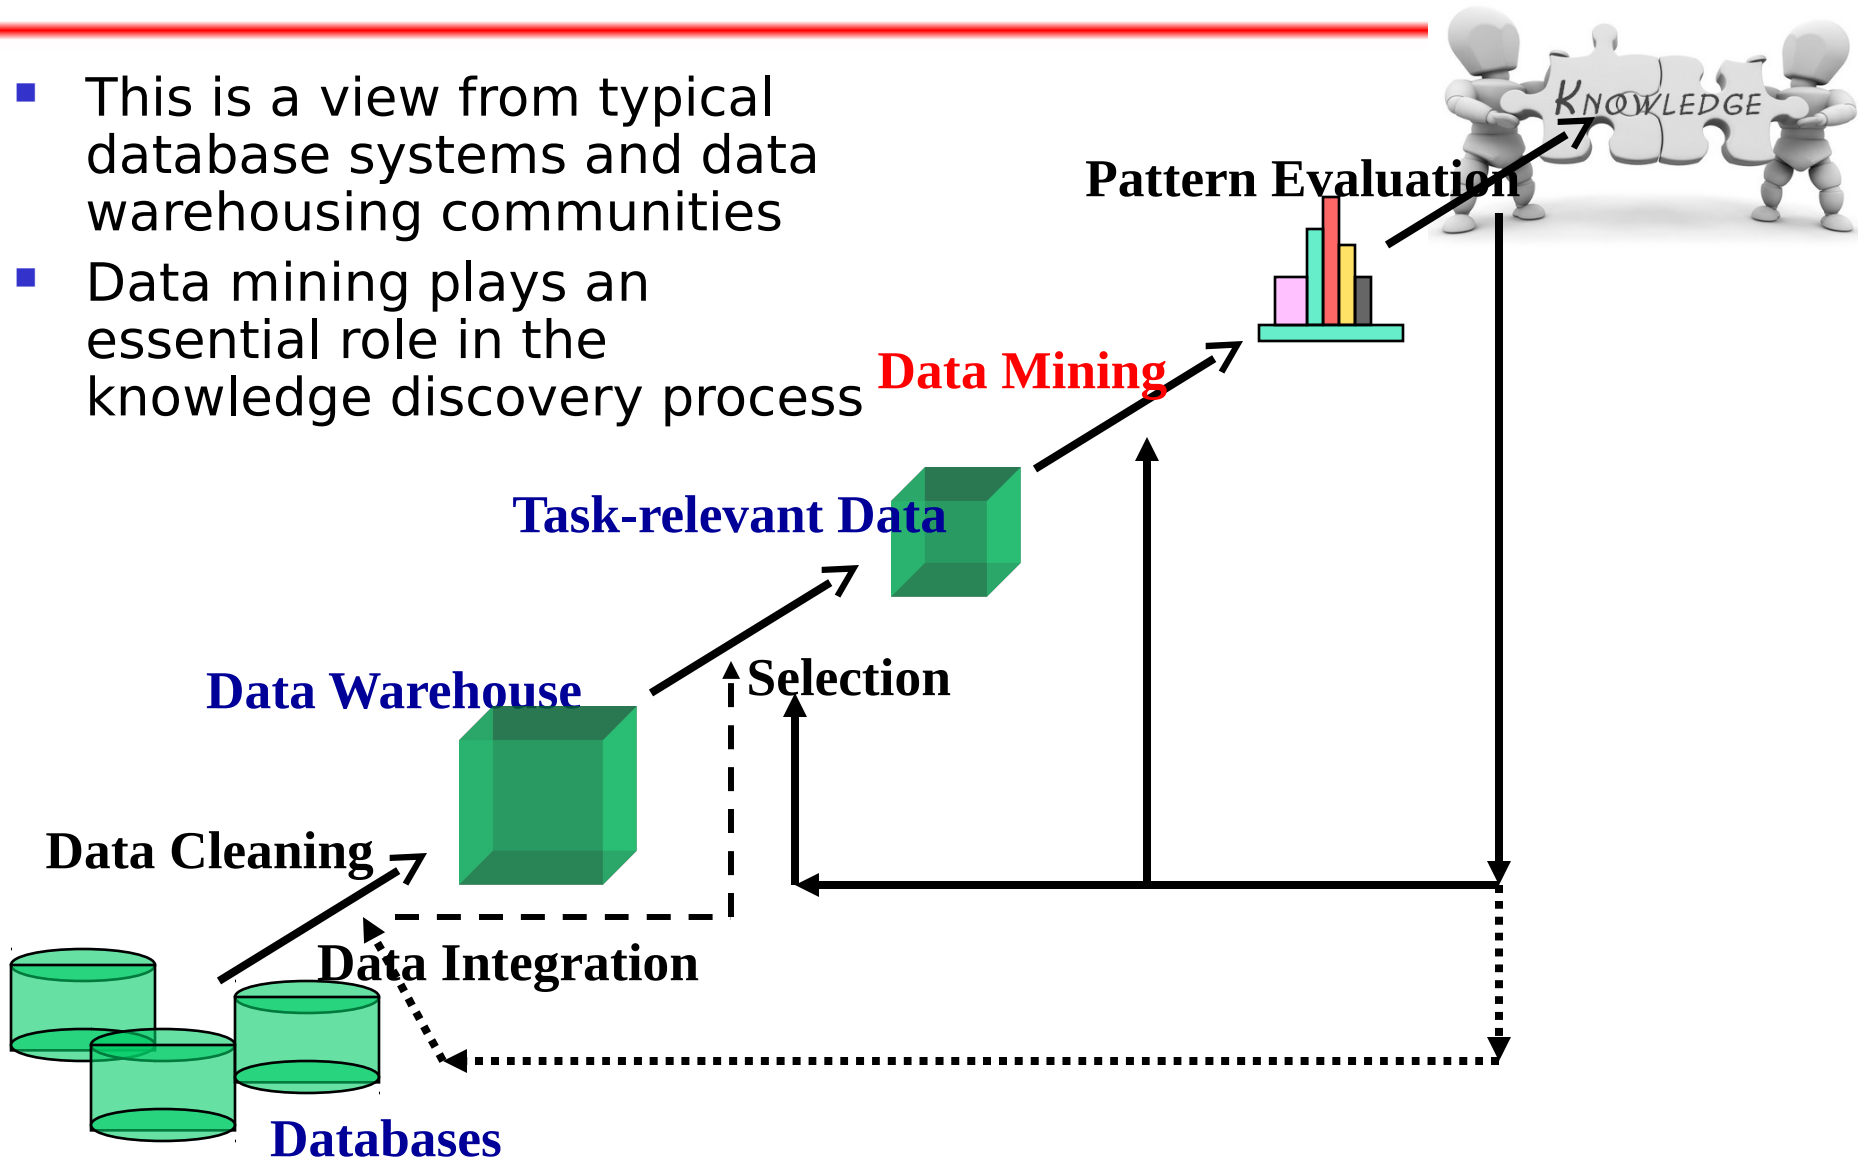 This is a view from typical
database systems and data
warehousing communities
Data mining plays an
essential role in the
knowledge discovery process
KNOWLEDGE
Pattern Evaluation
Data Mining
Task-relevant Data
Selection
Data Warehouse
Data Cleaning
Data Integration
Databases